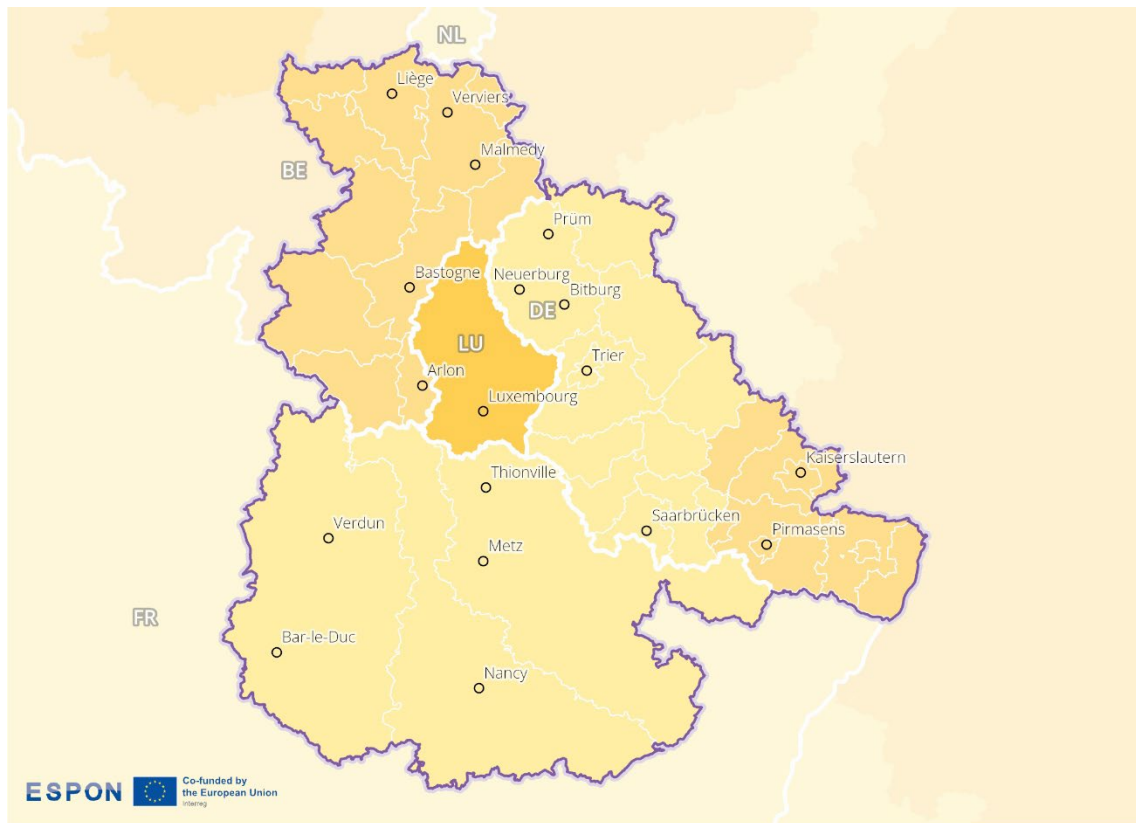 NL
Liège
Verviers
Malmedy
BE
Prüm
Bastogne
Neuerburg
Bitburg
DE
LU
Trier
Arlon
Luxembourg
Kaiserslautern
Thionville
Saarbrücken
Verdun
Pirmasens
Metz
FR
Bar-le-Duc
Nancy
ESPON
Co-funded by
the European Union
Interreg